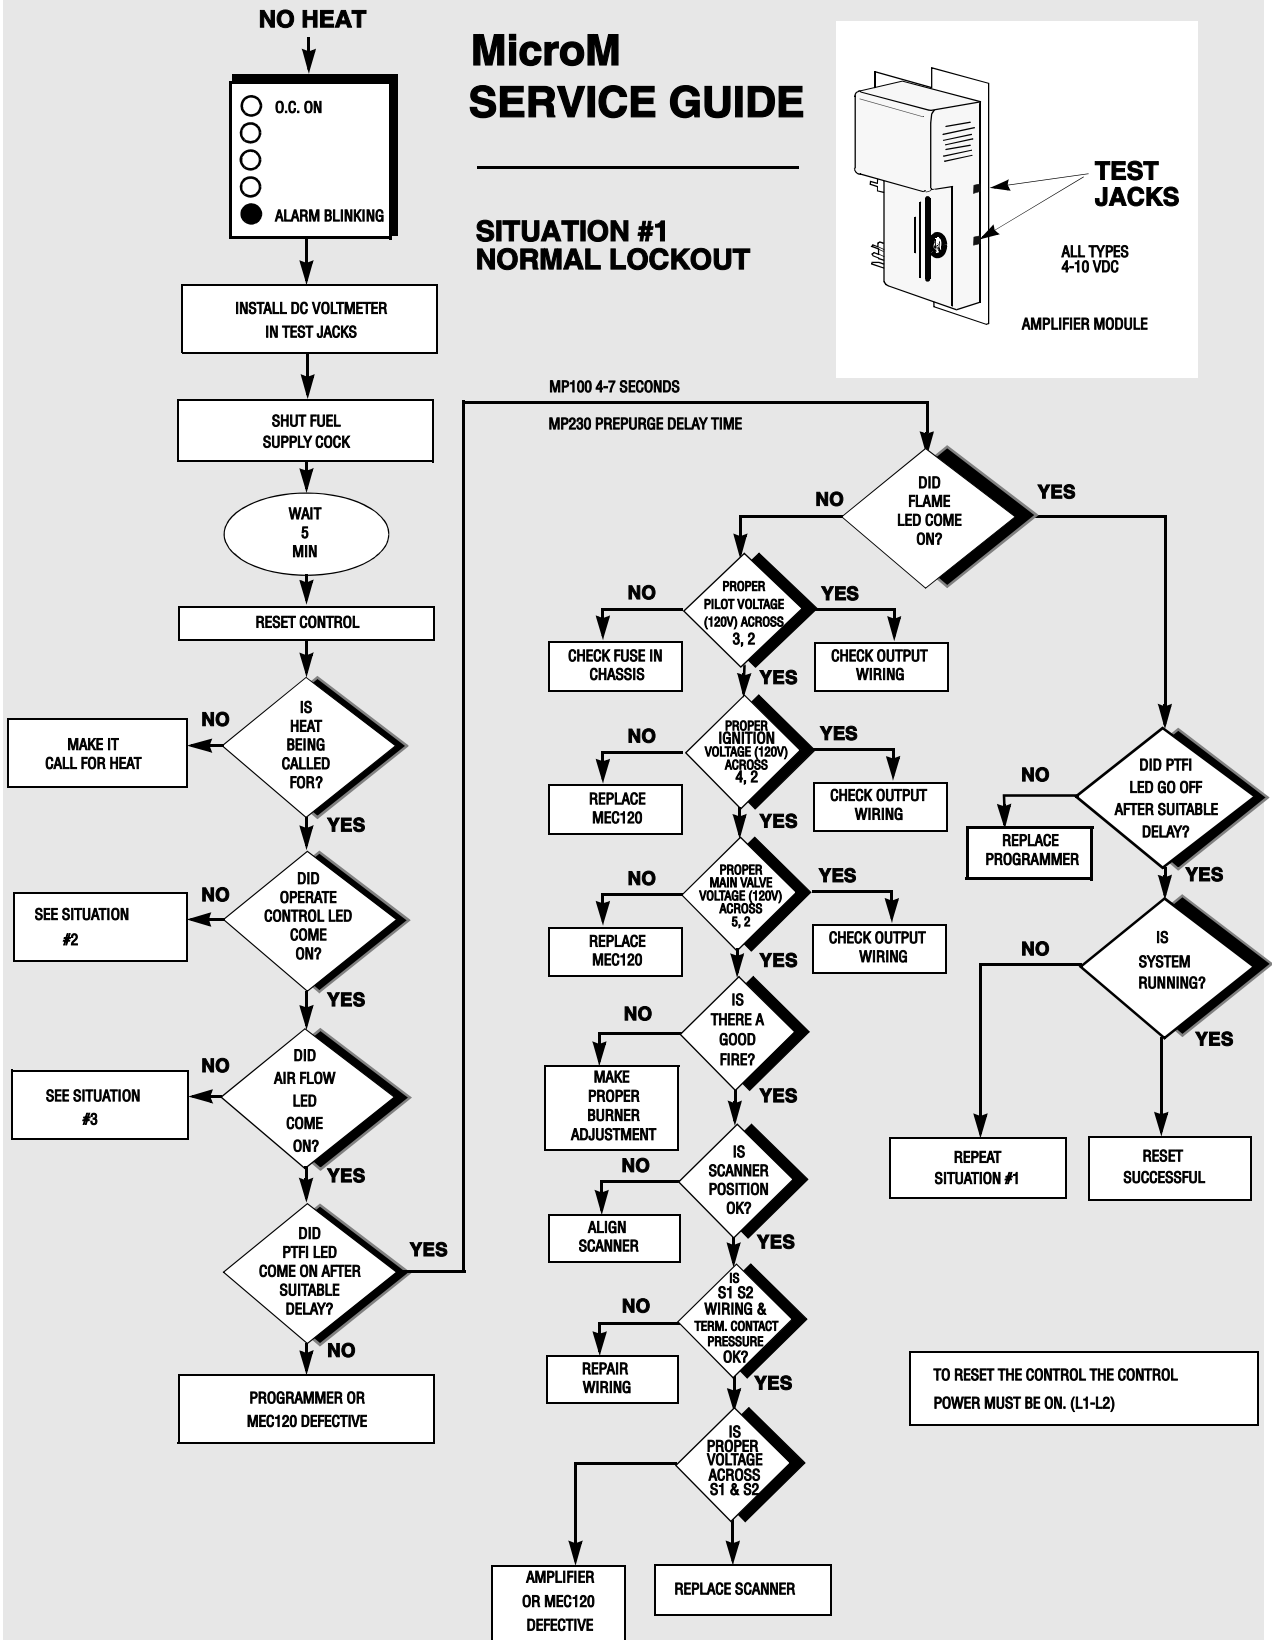 NO HEAT
O.C. ON
ALARM BLINKING
MicroM
SERVICE GUIDE
SITUATION #1
NORMAL LOCKOUT
TEST
JACKS
ALL TYPES
4-10 VDC
AMPLIFIER MODULE
INSTALL DC VOLTMETER
IN TEST JACKS
SHUT FUEL
SUPPLY COCK
WAIT
5
MIN
RESET CONTROL
IS
HEAT
BEING
CALLED
FOR?
NO
MAKE IT
CALL FOR HEAT
YES
DID
OPERATE
CONTROL LED
COME
ON?
NO
SEE SITUATION
#2
YES
DID
AIR FLOW
LED
COME
ON?
NO
SEE SITUATION
#3
YES
DID
PTFI LED
COME ON AFTER
SUITABLE
DELAY?
YES
NO
PROGRAMMER OR
MEC120 DEFECTIVE
MP100 4-7 SECONDS
MP230 PREPURGE DELAY TIME
DID
FLAME
LED COME
ON?
NO
YES
PROPER
PILOT VOLTAGE
(120V) ACROSS
3, 2
NO
CHECK FUSE IN
CHASSIS
YES
CHECK OUTPUT
WIRING
YES
PROPER
IGNITION
VOLTAGE (120V)
ACROSS
4, 2
NO
REPLACE
MEC120
YES
CHECK OUTPUT
WIRING
YES
PROPER
MAIN VALVE
VOLTAGE (120V)
ACROSS
5, 2
NO
REPLACE
MEC120
YES
CHECK OUTPUT
WIRING
YES
IS
THERE A
GOOD
FIRE?
NO
MAKE
PROPER
BURNER
ADJUSTMENT
YES
IS
SCANNER
POSITION
OK?
NO
ALIGN
SCANNER
YES
IS
S1 S2
WIRING &
TERM. CONTACT
PRESSURE
OK?
NO
REPAIR
WIRING
YES
IS
PROPER
VOLTAGE
ACROSS
S1 & S2
AMPLIFIER
OR MEC120
DEFECTIVE
REPLACE SCANNER
DID PTFI
LED GO OFF
AFTER SUITABLE
DELAY?
NO
REPLACE
PROGRAMMER
YES
IS
SYSTEM
RUNNING?
NO
YES
REPEAT
SITUATION #1
RESET
SUCCESSFUL
TO RESET THE CONTROL THE CONTROL
POWER MUST BE ON. (L1-L2)